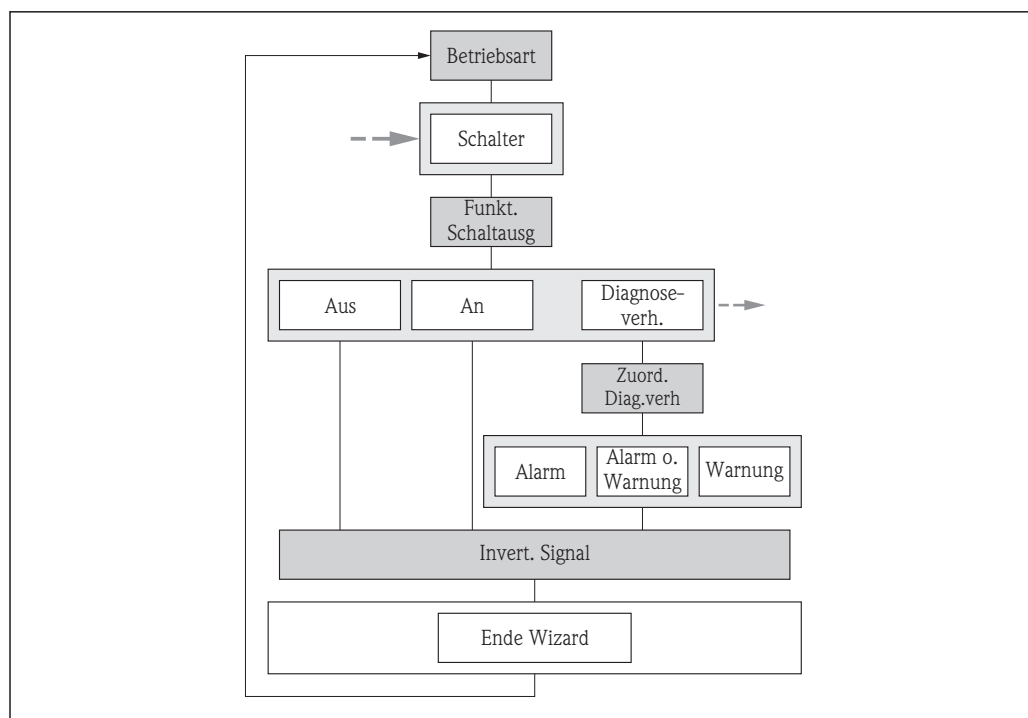 Betriebsart
Schalter
Funkt.
Schaltausg
Aus
An
Diagnose-
verh.
Zuord.
Diag.verh
Alarm
Alarm o.
Warnung
Warnung
Invert. Signal
Ende Wizard